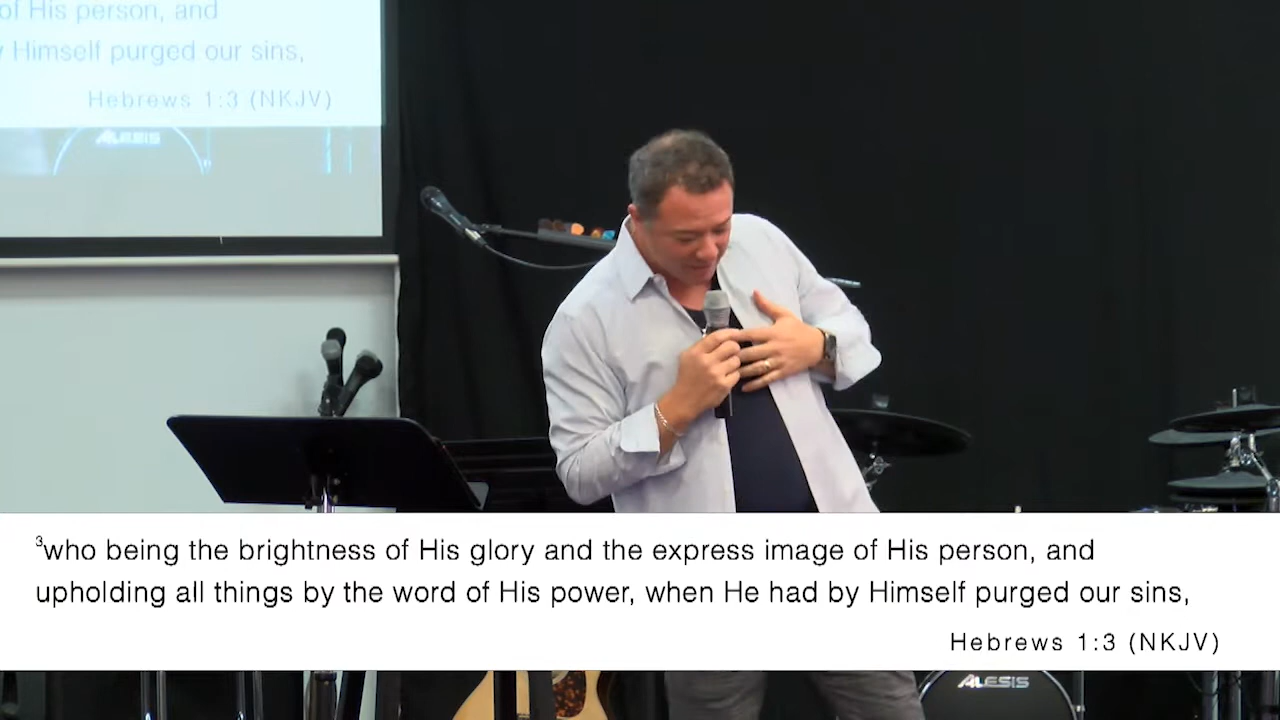 of His person, and
Himself purged our sins,
Hebrews 1:3 (NKJV)
ALESIS
3who being the brightness of His glory and the express image of His person, and
upholding all things by the word of His power, when He had by Himself purged our sins,
Hebrews 1:3 (NKJV)
ALESIS